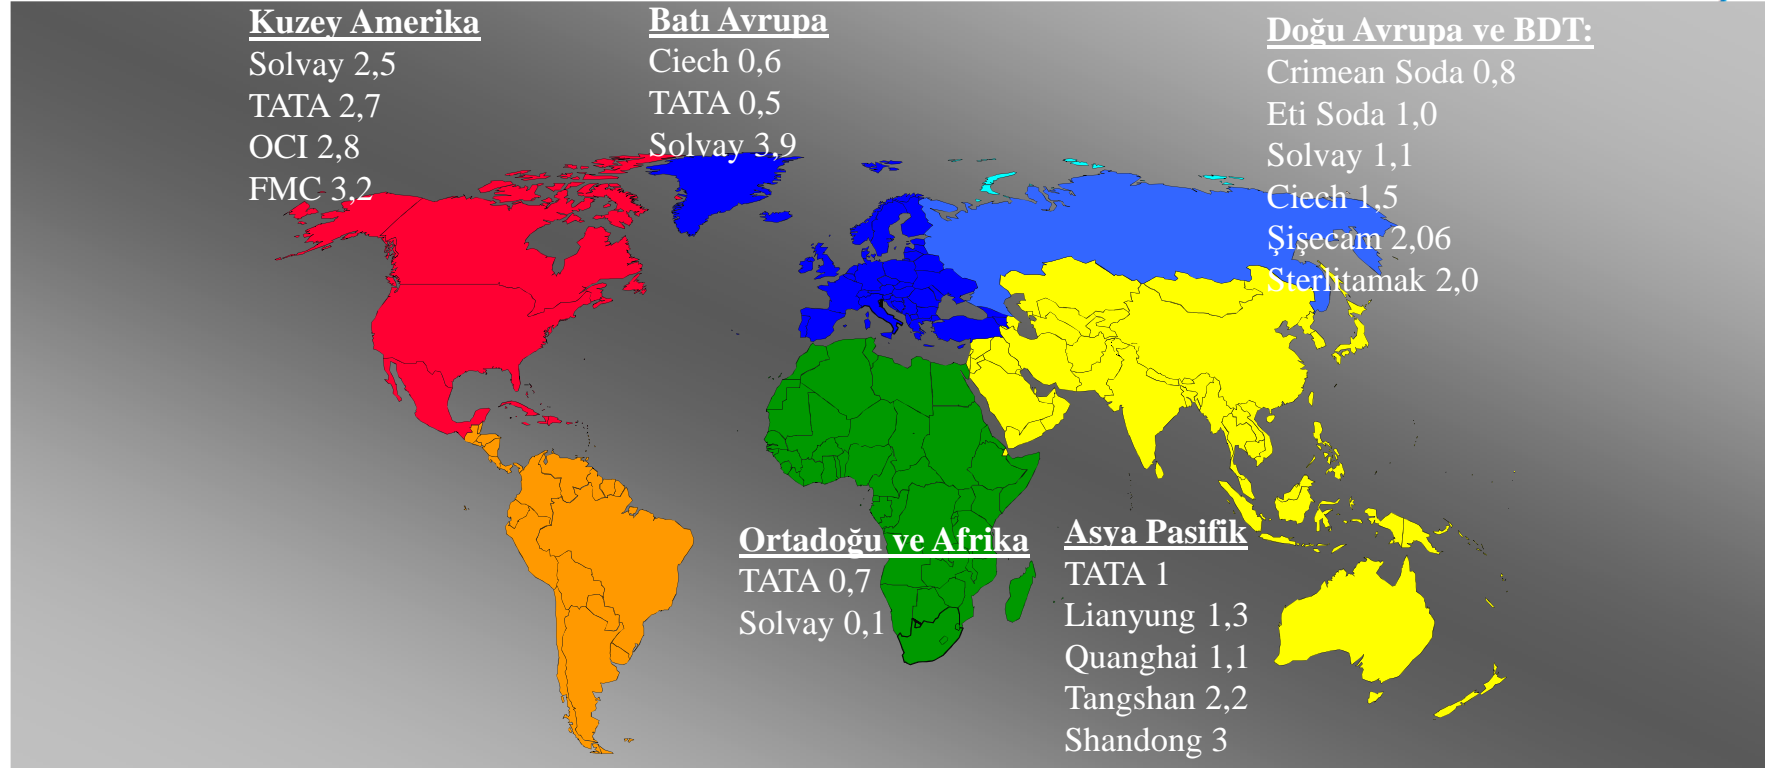 Kuzey Amerika
Solvay 2,5
TATA 2,7
OCI 2,8
FMC 3,2
Batı Avrupa
Ciech 0,6
TATA 0,5
Solvay 3,9
Doğu Avrupa ve BDT:
Crimean Soda 0,8
Eti Soda 1,0
Solvay 1,1
Ciech 1,5
Şişecam 2,06
Sterlitamak 2,0
Ortadoğu ve Afrika
TATA 0,7
Solvay 0,1
Asya Pasifik
TATA 1
Lianyung 1,3
Quanghai 1,1
Tangshan 2,2
Shandong 3